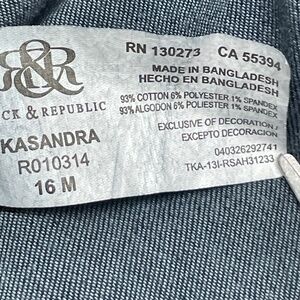 RN 130273 CA 55394
R&R
MADE IN BANGLADESH
HECHO EN BANGLADESH
CK & REPUBLIC
93% COTTON 6% POLYESTER 1% SPANDEX
93% ALGODON 6% POLIESTER 1% SPANDEX
KASANDRA
R010314
16 M
EXCLUSIVE OF DECORATION /
EXCEPTO DECORACION
040326292741
TKA-13I-RSAH31233